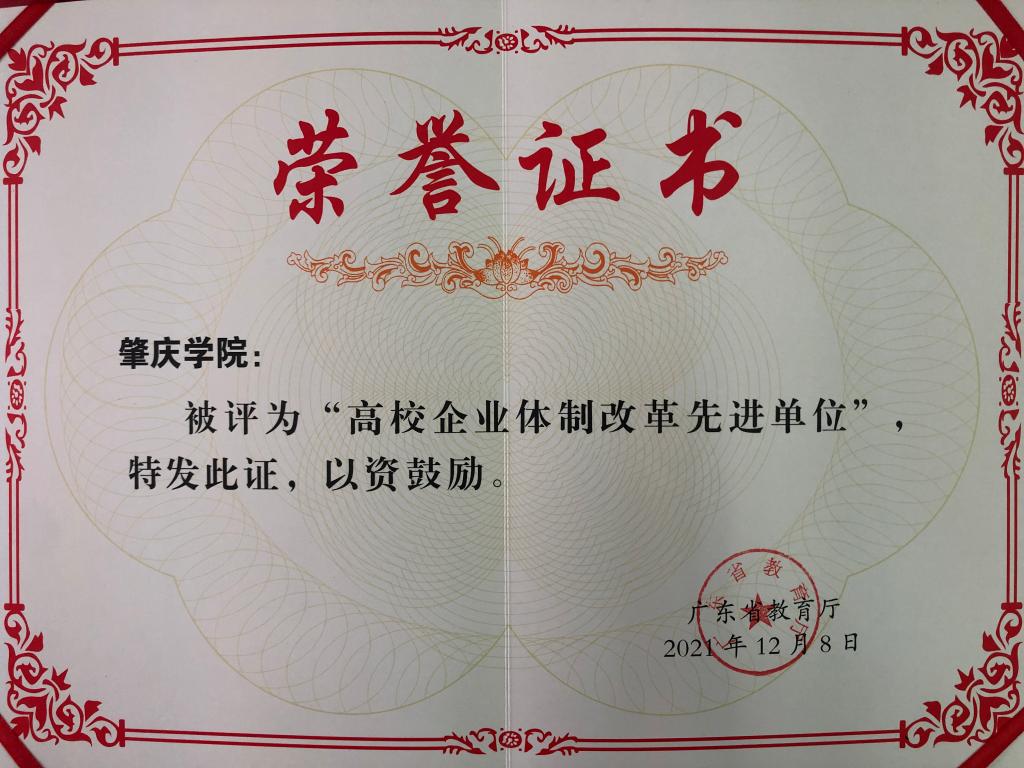 荣誉证书
肇庆学院：
被评为“高校企业体制改革先进单位”，
特发此证，以资鼓励。
广东省教育厅
2021年12月8日